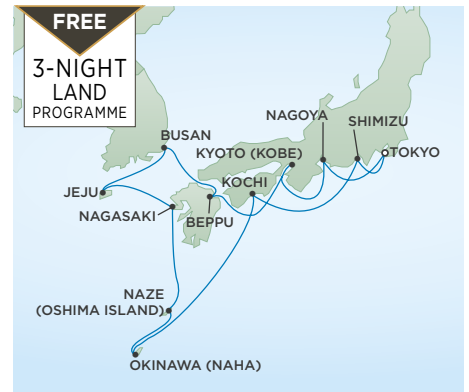 FREE
3-NIGHT
LAND
PROGRAMME
BUSAN
NAGOYA
SHIMIZU
KYOTO (KOBE)
TOKYO
JEJU
KOCHI
NAGASAKI
BEPPU
NAZE
(OSHIMA ISLAND)
OKINAWA (NAHA)